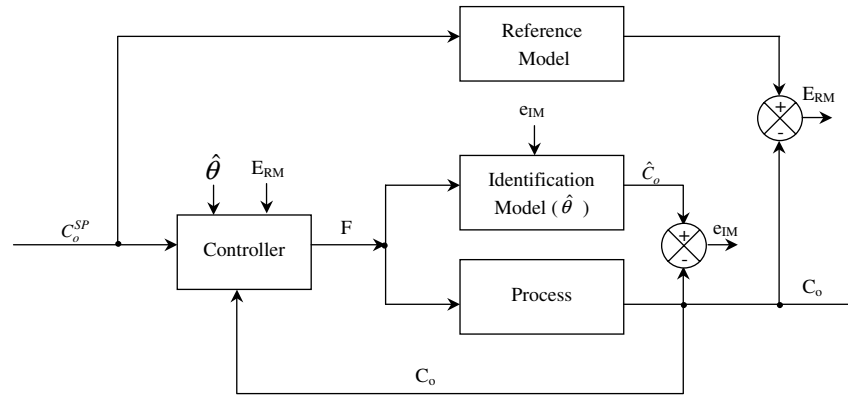 Reference
Model
E_RM
+
-
e_IM
θ̂
E_RM
Identification
Model ( θ̂ )
Ĉ_o
C_o^SP
Controller
F
+
-
e_IM
Process
C_o
C_o